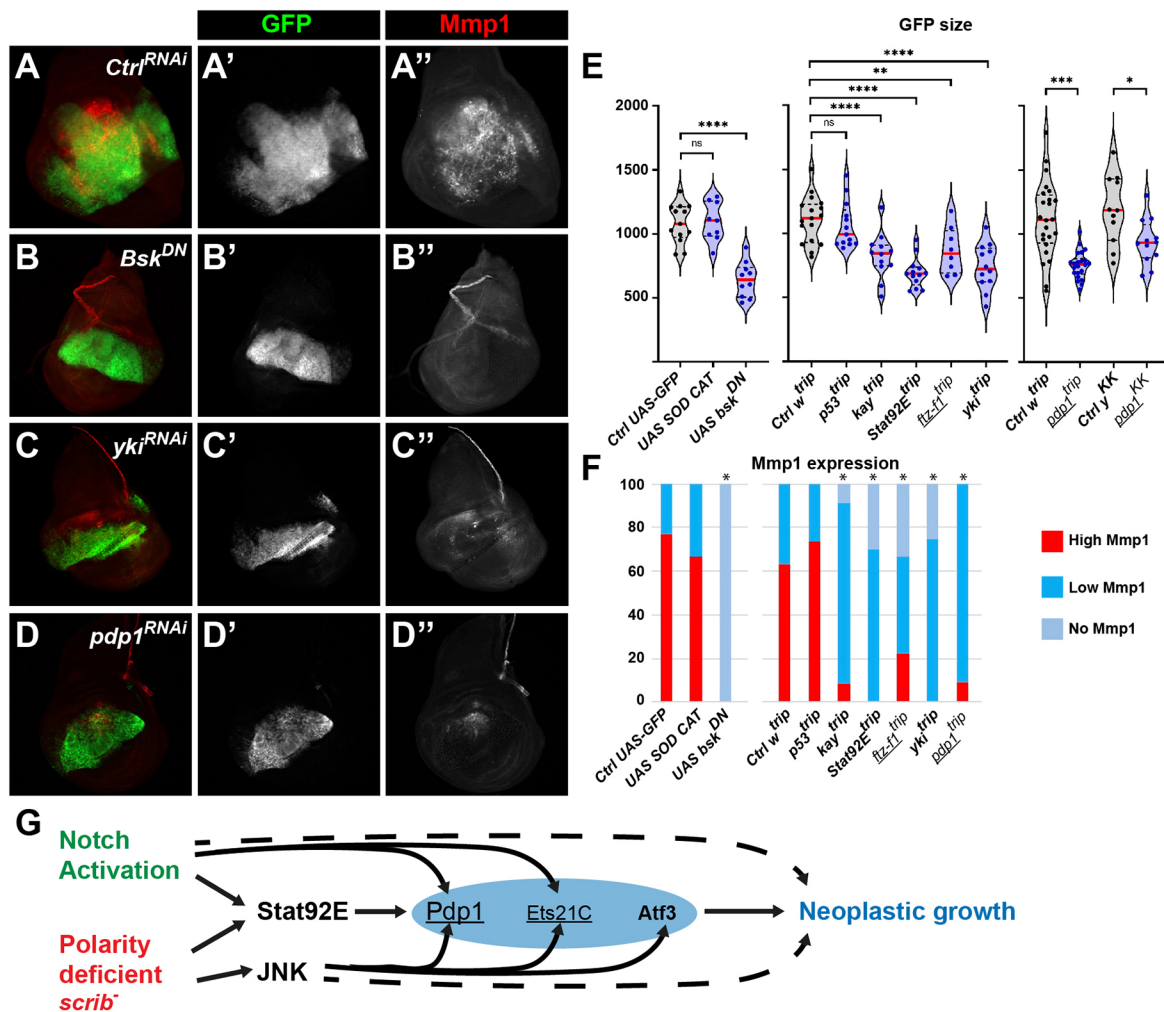 GFP Mmp1
A Ctrl^RNAi A' A''
B Bsk^DN B' B''
C yki^RNAi C' C''
D pdp1^RNAi D' D''
E
GFP size
ns **** ns **** **** ** **** *** *
2000
1500
1000
500
Ctrl UAS-GFP
UAS SOD CAT
UAS bsk^DN
Ctrl w^trip
p53^trip
kay^trip
Stat92E^trip
ftz-f1^trip
yki^trip
Ctrl w^trip
pdp1^trip
Ctrl y^KK
pdp1^KK
F
Mmp1 expression
* * * * * *
100
80
60
40
20
0
Ctrl UAS-GFP
UAS SOD CAT
UAS bsk^DN
Ctrl w^trip
p53^trip
kay^trip
Stat92E^trip
ftz-f1^trip
yki^trip
pdp1^trip
High Mmp1
Low Mmp1
No Mmp1
G
Notch
Activation
Stat92E Pdp1 Ets21C Atf3 Neoplastic growth
Polarity
deficient
scrib^-
JNK